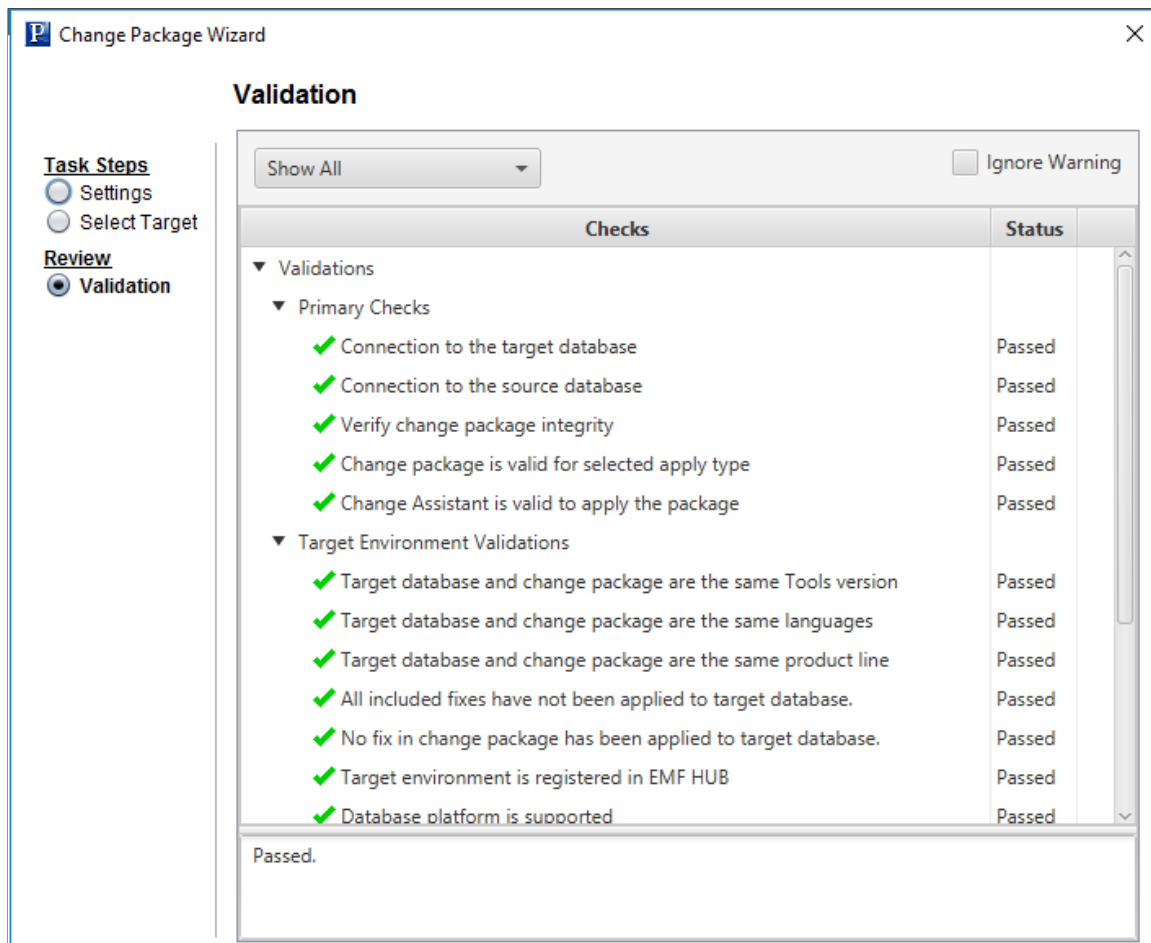 P Change Package Wizard
Validation
Task Steps
Settings
Select Target
Review
Validation
Show All
Ignore Warning
Checks Status
Validations
Primary Checks
Connection to the target database Passed
Connection to the source database Passed
Verify change package integrity Passed
Change package is valid for selected apply type Passed
Change Assistant is valid to apply the package Passed
Target Environment Validations
Target database and change package are the same Tools version Passed
Target database and change package are the same languages Passed
Target database and change package are the same product line Passed
All included fixes have not been applied to target database. Passed
No fix in change package has been applied to target database. Passed
Target environment is registered in EMF HUB Passed
Database platform is supported Passed
Passed.